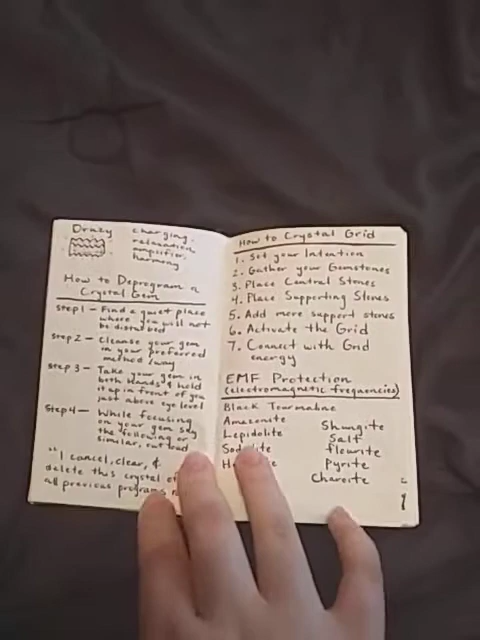 Druzy
charging,
relaxation,
amplifier,
harmony
How to Deprogram a
Crystal Gem
Step 1 - Find a quiet place
where you will not
be disturbed
Step 2 - Cleanse your gem
in your preferred
method/way
Step 3 - Take your gem in
both hands & hold
it up in front of you
just above eye level
Step 4 - While focusing
on your gem say
the following or
similar, out loud
"I cancel, clear, &
delete this crystal of
all previous programs
How to Crystal Grid
1. Set your Intention
2. Gather your Gemstones
3. Place Central Stones
4. Place Supporting Stones
5. Add more support stones
6. Activate the Grid
7. Connect with Grid
energy
EMF Protection
(electromagnetic frequencies)
Black Tourmaline
Amazonite
Lepidolite
Shungite
Salt
flourite
Pyrite
Charoite